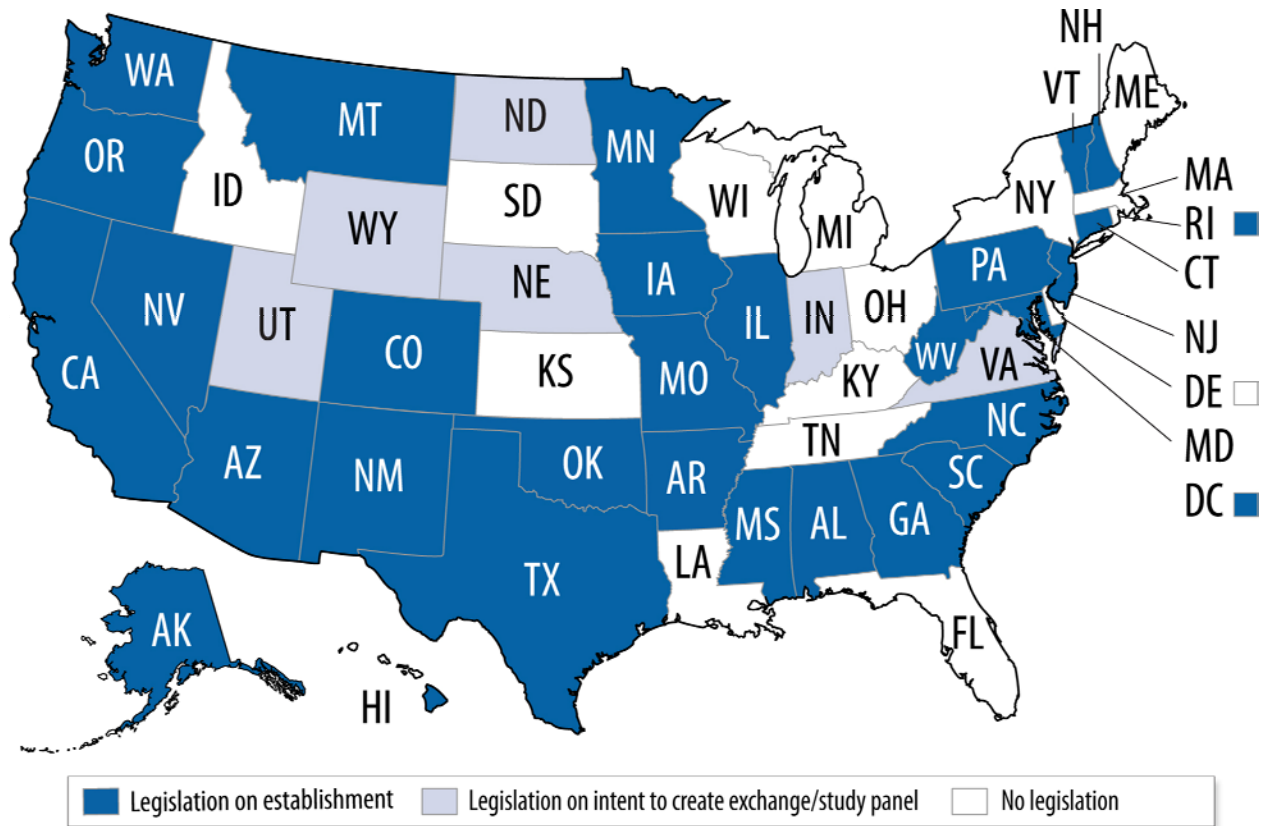 NH
VT
ME
WA
MT
ND
MN
OR
ID
SD
WI
MI
NY
MA
RI
CT
WY
NE
IA
PA
NJ
NV
UT
CO
IL
IN
OH
WV
VA
DE
CA
KS
MO
KY
MD
AZ
NM
OK
AR
TN
NC
SC
DC
MS
AL
GA
TX
LA
FL
AK
HI
Legislation on establishment
Legislation on intent to create exchange/study panel
No legislation